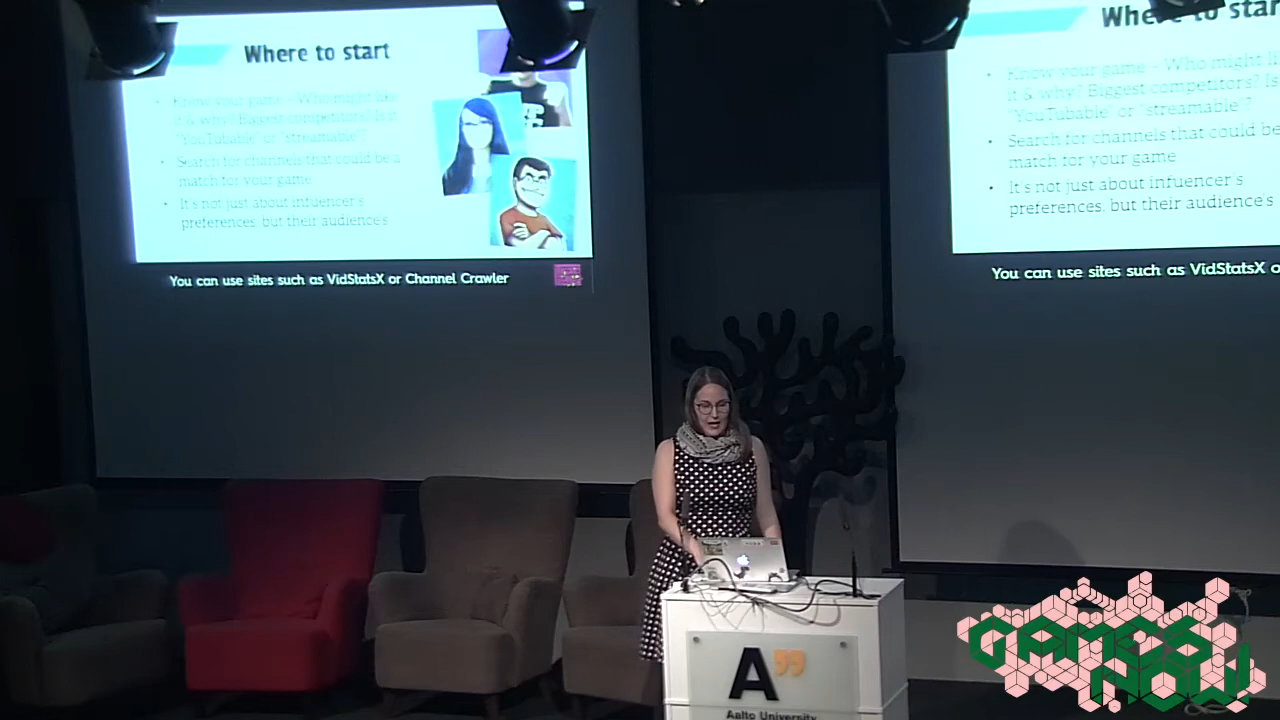 Where to start
Know your game - Who might like
it & why? Biggest competitors? Is it
"YouTubable" or "streamable"?
Search for channels that could be a
match for your game
It's not just about infuencer's
preferences, but their audience's
You can use sites such as VidStatsX or Channel Crawler
Where to star
Know your game - Who might li
it & why? Biggest competitors? Is
"YouTubable" or "streamable"?
Search for channels that could be
match for your game
It's not just about infuencer's
preferences, but their audience's
You can use sites such as VidStatsX o
A”
Aalto University
GAMES
NOW!